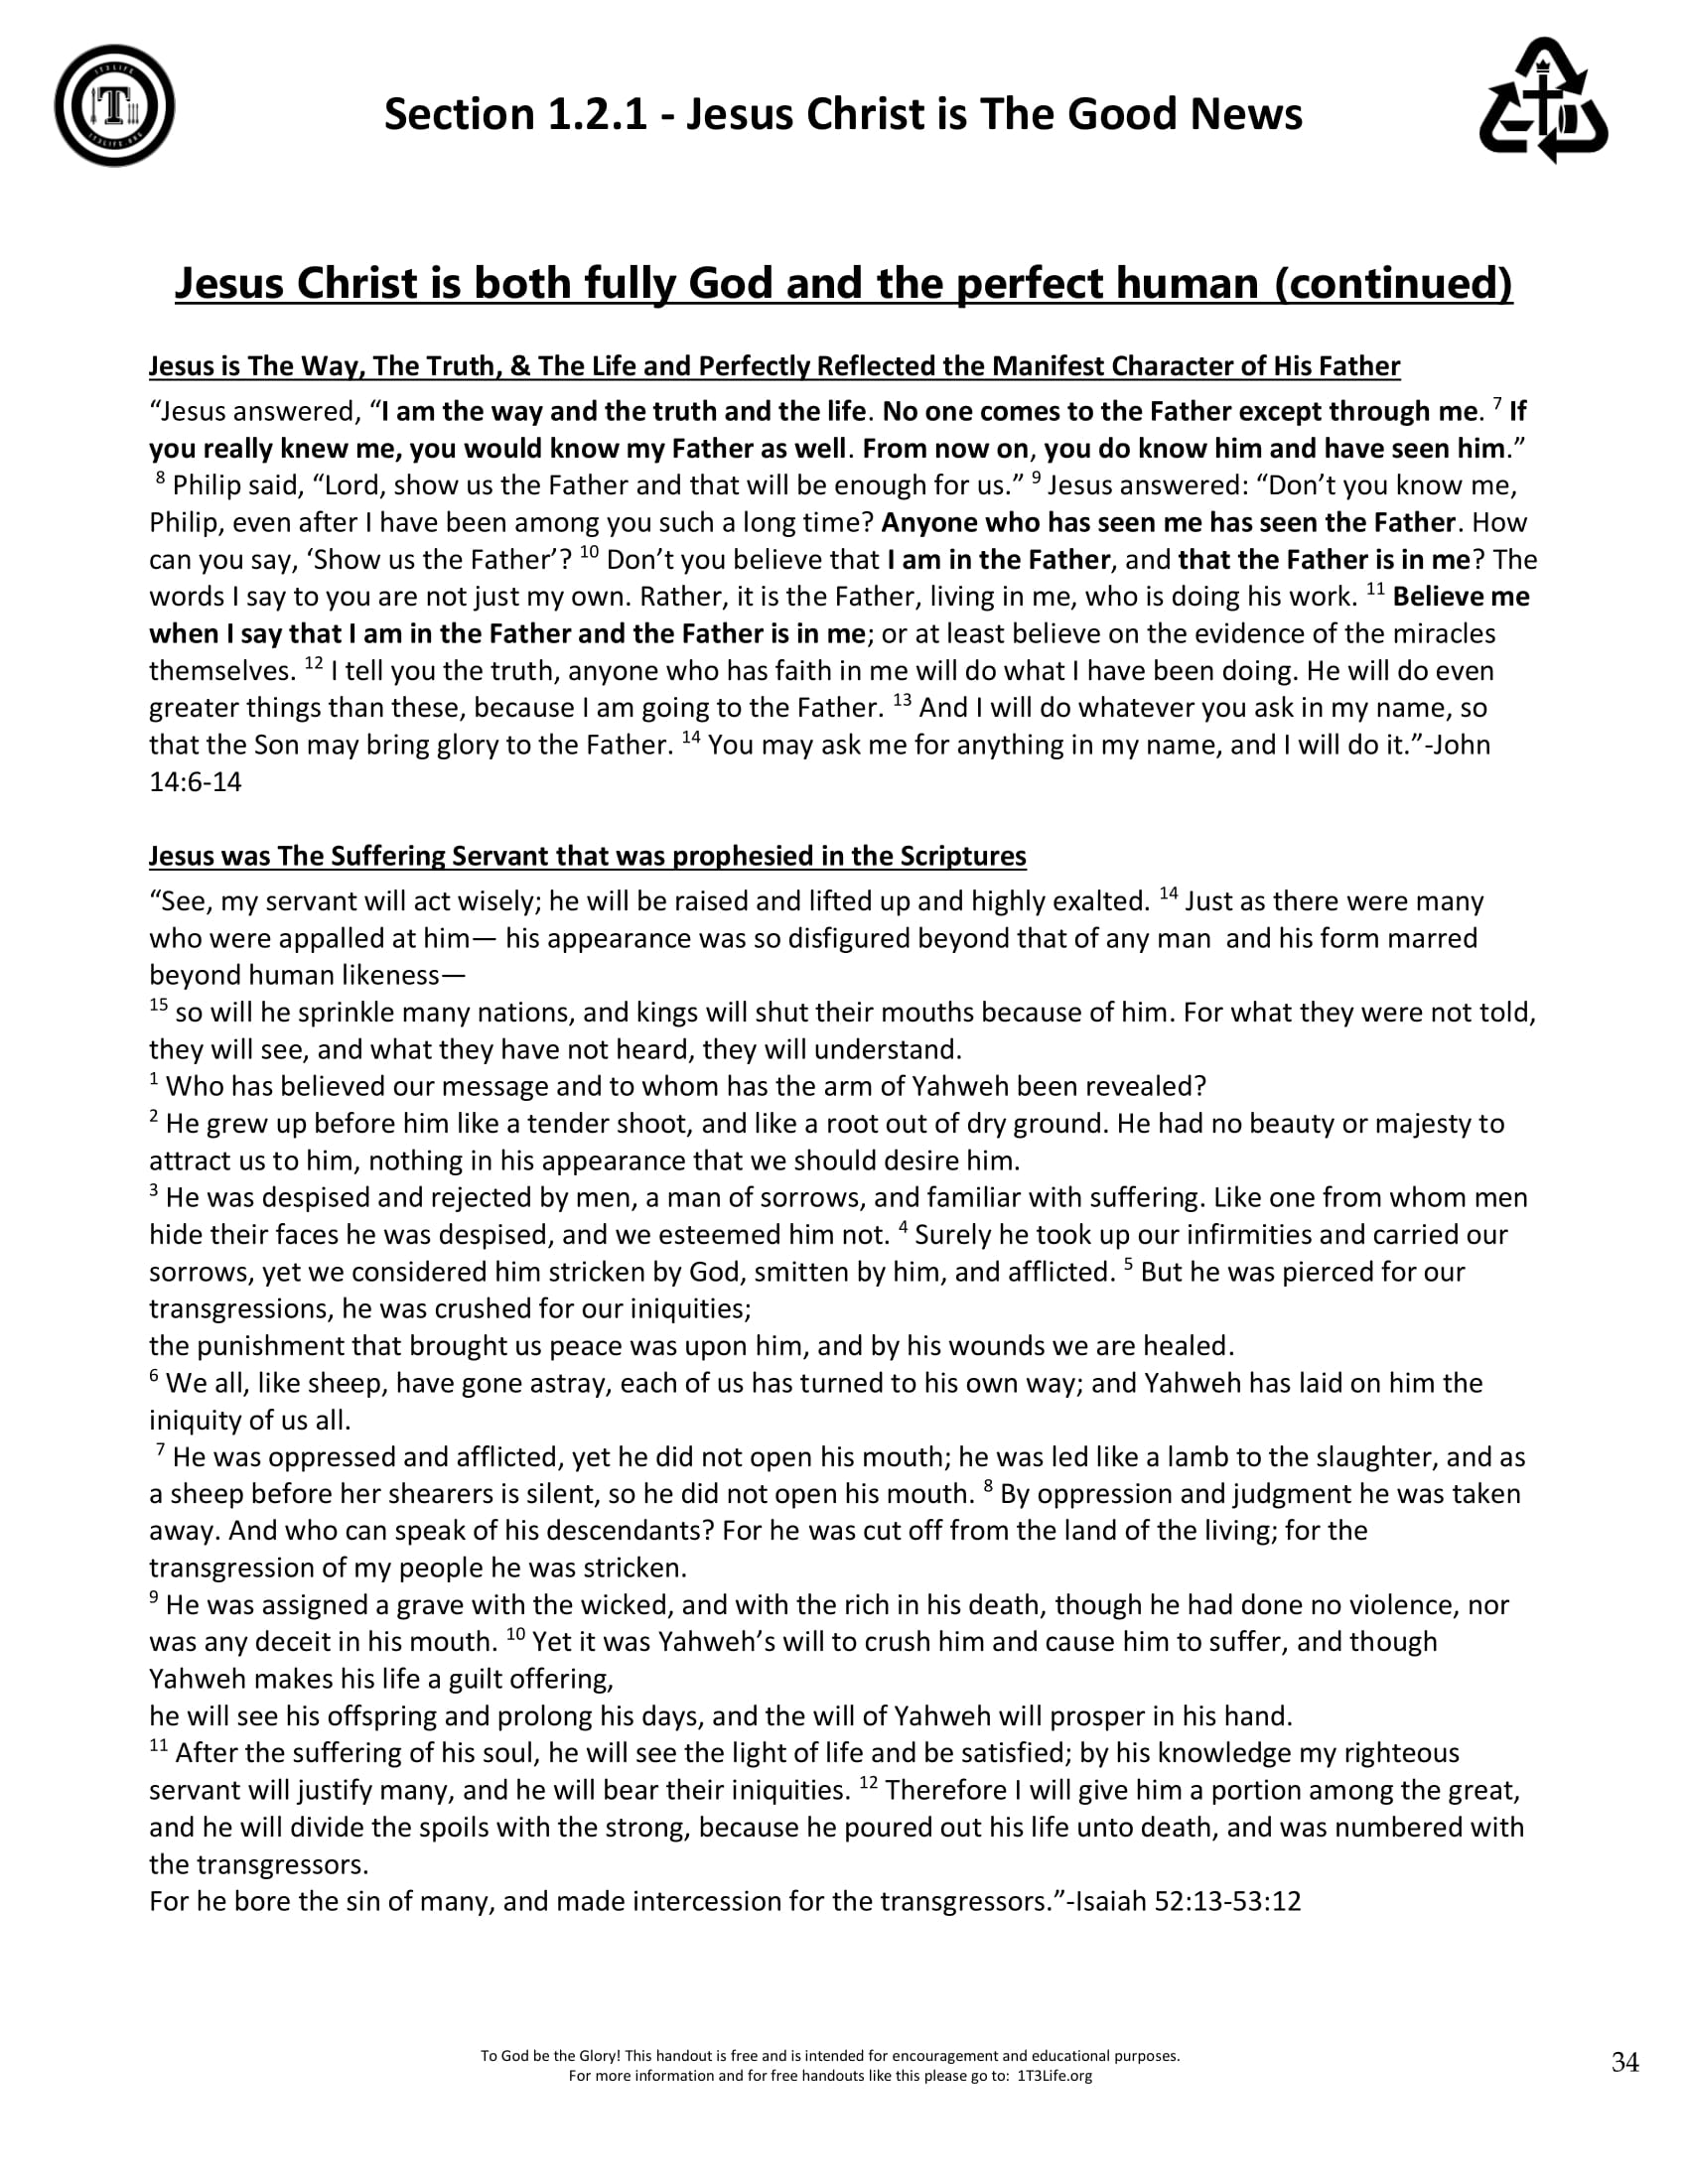 Section 1.2.1 - Jesus Christ is The Good News
Jesus Christ is both fully God and the perfect human (continued)
Jesus is The Way, The Truth, & The Life and Perfectly Reflected the Manifest Character of His Father
“Jesus answered, “I am the way and the truth and the life. No one comes to the Father except through me. 7 If
you really knew me, you would know my Father as well. From now on, you do know him and have seen him.”
8 Philip said, “Lord, show us the Father and that will be enough for us.” 9 Jesus answered: “Don’t you know me,
Philip, even after I have been among you such a long time? Anyone who has seen me has seen the Father. How
can you say, ‘Show us the Father’? 10 Don’t you believe that I am in the Father, and that the Father is in me? The
words I say to you are not just my own. Rather, it is the Father, living in me, who is doing his work. 11 Believe me
when I say that I am in the Father and the Father is in me; or at least believe on the evidence of the miracles
themselves. 12 I tell you the truth, anyone who has faith in me will do what I have been doing. He will do even
greater things than these, because I am going to the Father. 13 And I will do whatever you ask in my name, so
that the Son may bring glory to the Father. 14 You may ask me for anything in my name, and I will do it.”-John
14:6-14
Jesus was The Suffering Servant that was prophesied in the Scriptures
“See, my servant will act wisely; he will be raised and lifted up and highly exalted. 14 Just as there were many
who were appalled at him— his appearance was so disfigured beyond that of any man and his form marred
beyond human likeness—
15 so will he sprinkle many nations, and kings will shut their mouths because of him. For what they were not told,
they will see, and what they have not heard, they will understand.
1 Who has believed our message and to whom has the arm of Yahweh been revealed?
2 He grew up before him like a tender shoot, and like a root out of dry ground. He had no beauty or majesty to
attract us to him, nothing in his appearance that we should desire him.
3 He was despised and rejected by men, a man of sorrows, and familiar with suffering. Like one from whom men
hide their faces he was despised, and we esteemed him not. 4 Surely he took up our infirmities and carried our
sorrows, yet we considered him stricken by God, smitten by him, and afflicted. 5 But he was pierced for our
transgressions, he was crushed for our iniquities;
the punishment that brought us peace was upon him, and by his wounds we are healed.
6 We all, like sheep, have gone astray, each of us has turned to his own way; and Yahweh has laid on him the
iniquity of us all.
7 He was oppressed and afflicted, yet he did not open his mouth; he was led like a lamb to the slaughter, and as
a sheep before her shearers is silent, so he did not open his mouth. 8 By oppression and judgment he was taken
away. And who can speak of his descendants? For he was cut off from the land of the living; for the
transgression of my people he was stricken.
9 He was assigned a grave with the wicked, and with the rich in his death, though he had done no violence, nor
was any deceit in his mouth. 10 Yet it was Yahweh’s will to crush him and cause him to suffer, and though
Yahweh makes his life a guilt offering,
he will see his offspring and prolong his days, and the will of Yahweh will prosper in his hand.
11 After the suffering of his soul, he will see the light of life and be satisfied; by his knowledge my righteous
servant will justify many, and he will bear their iniquities. 12 Therefore I will give him a portion among the great,
and he will divide the spoils with the strong, because he poured out his life unto death, and was numbered with
the transgressors.
For he bore the sin of many, and made intercession for the transgressors.”-Isaiah 52:13-53:12
To God be the Glory! This handout is free and is intended for encouragement and educational purposes.
For more information and for free handouts like this please go to: 1T3Life.org
34